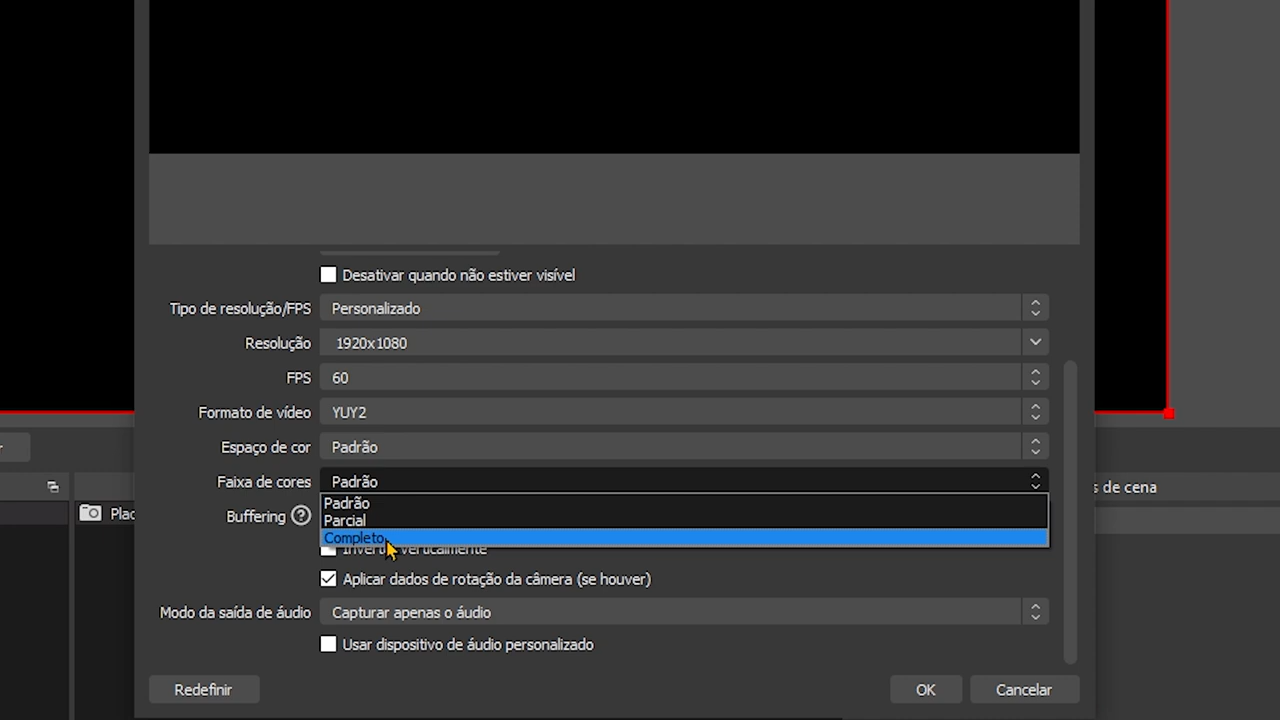 Desativar quando não estiver visível
Tipo de resolução/FPS Personalizado
Resolução 1920x1080
FPS 60
Formato de vídeo YUY2
Espaço de cor Padrão
Faixa de cores Padrão
s de cena
Padrão
Plac
Buffering ?
Parcial
Completo
Inverter verticalmente
Aplicar dados de rotação da câmera (se houver)
Modo da saída de áudio Capturar apenas o áudio
Usar dispositivo de áudio personalizado
Redefinir OK Cancelar